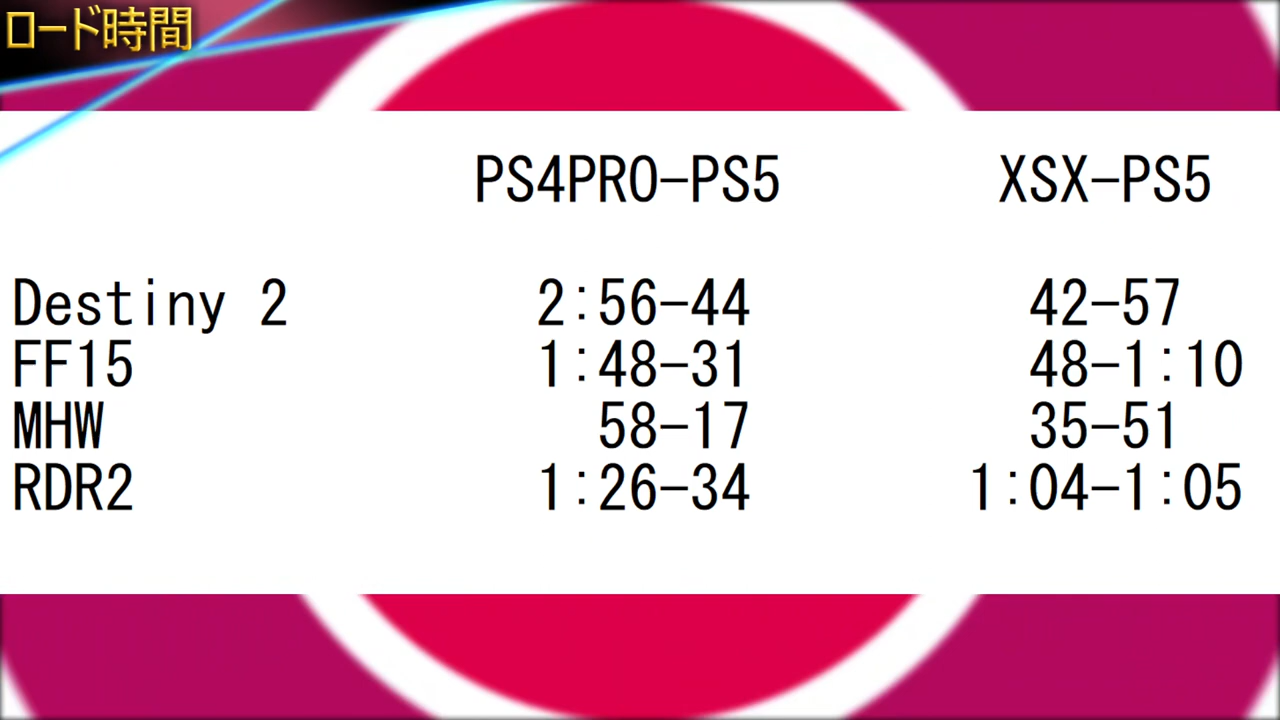 ロード時間
PS4PRO-PS5 XSX-PS5
Destiny 2 2:56-44 42-57
FF15 1:48-31 48-1:10
MHW 58-17 35-51
RDR2 1:26-34 1:04-1:05